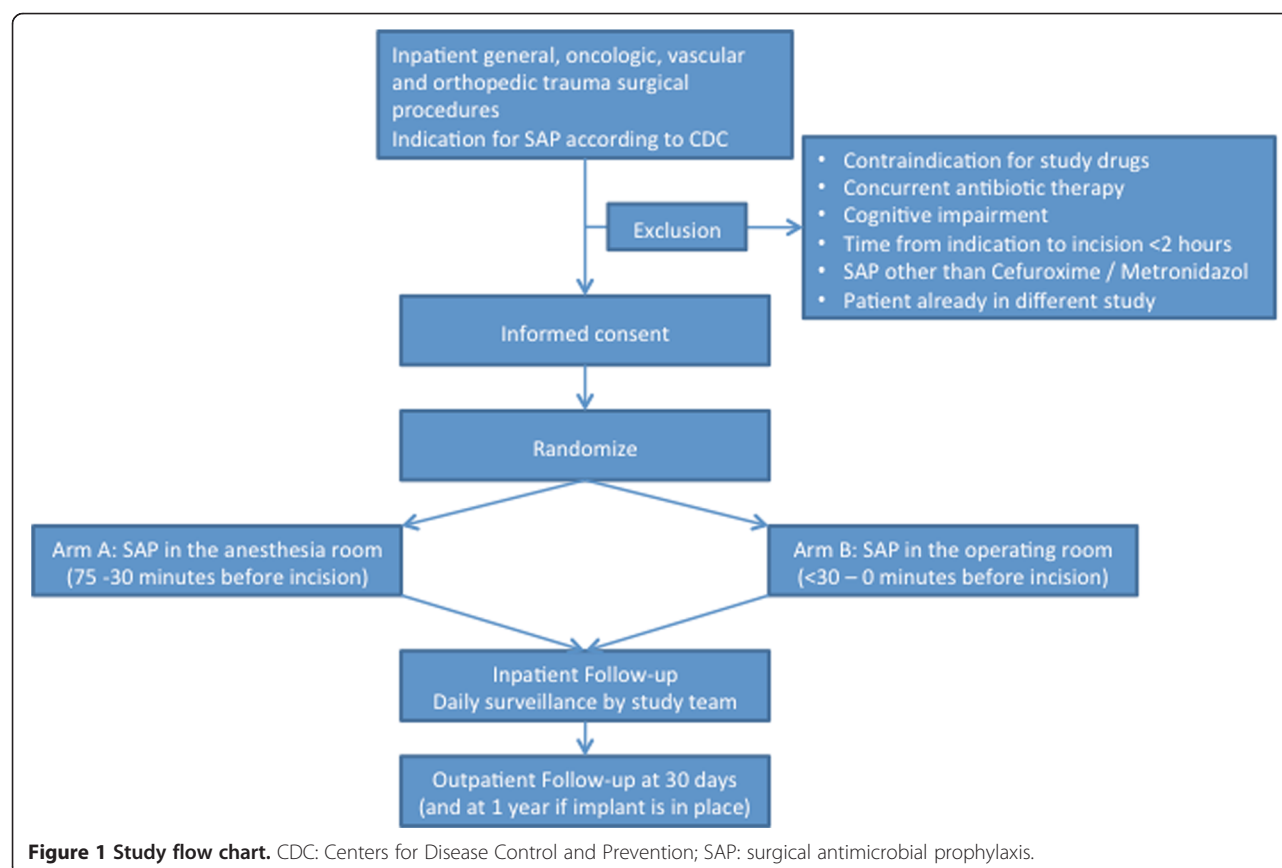 Inpatient general, oncologic, vascular
and orthopedic trauma surgical
procedures
Indication for SAP according to CDC
Exclusion
• Contraindication for study drugs
• Concurrent antibiotic therapy
• Cognitive impairment
• Time from indication to incision <2 hours
• SAP other than Cefuroxime / Metronidazol
• Patient already in different study
Informed consent
Randomize
Arm A: SAP in the anesthesia room
(75 -30 minutes before incision)
Arm B: SAP in the operating room
(<30 – 0 minutes before incision)
Inpatient Follow-up
Daily surveillance by study team
Outpatient Follow-up at 30 days
(and at 1 year if implant is in place)
Figure 1 Study flow chart. CDC: Centers for Disease Control and Prevention; SAP: surgical antimicrobial prophylaxis.